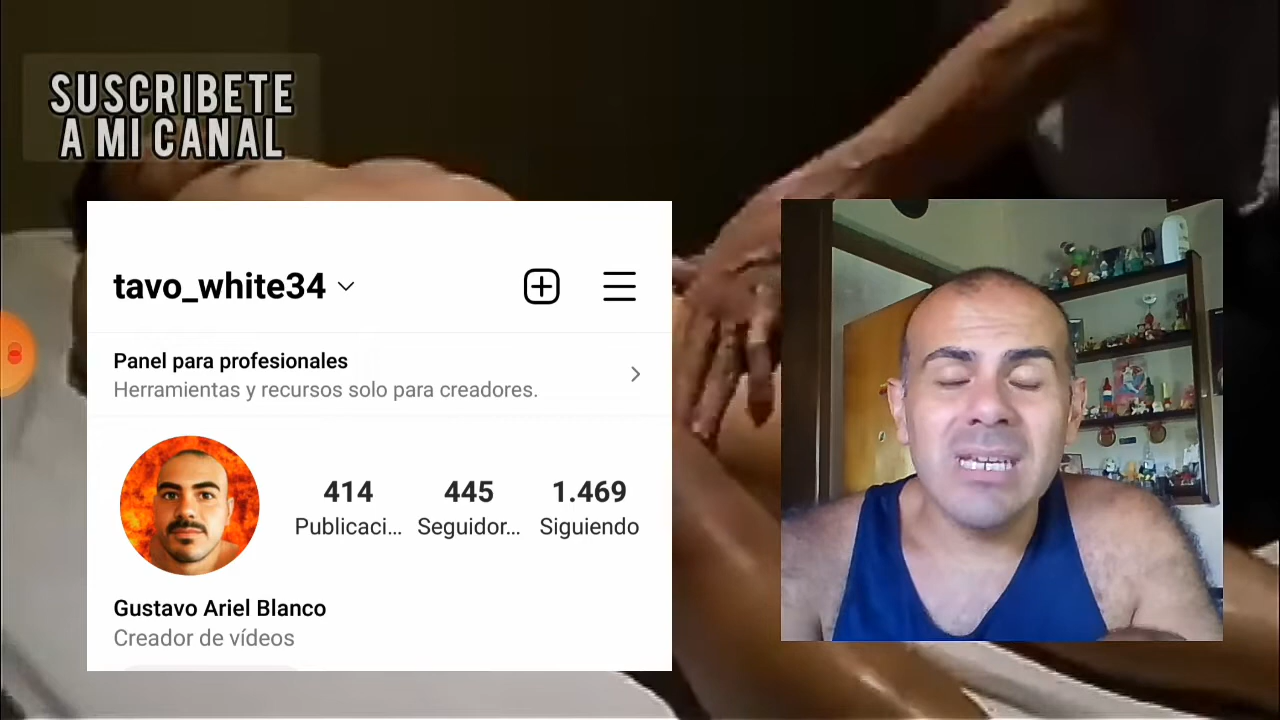 SUSCRIBETE
A MI CANAL
tavo_white34
Panel para profesionales
Herramientas y recursos solo para creadores.
414 445 1.469
Publicaci... Seguidor... Siguiendo
Gustavo Ariel Blanco
Creador de vídeos